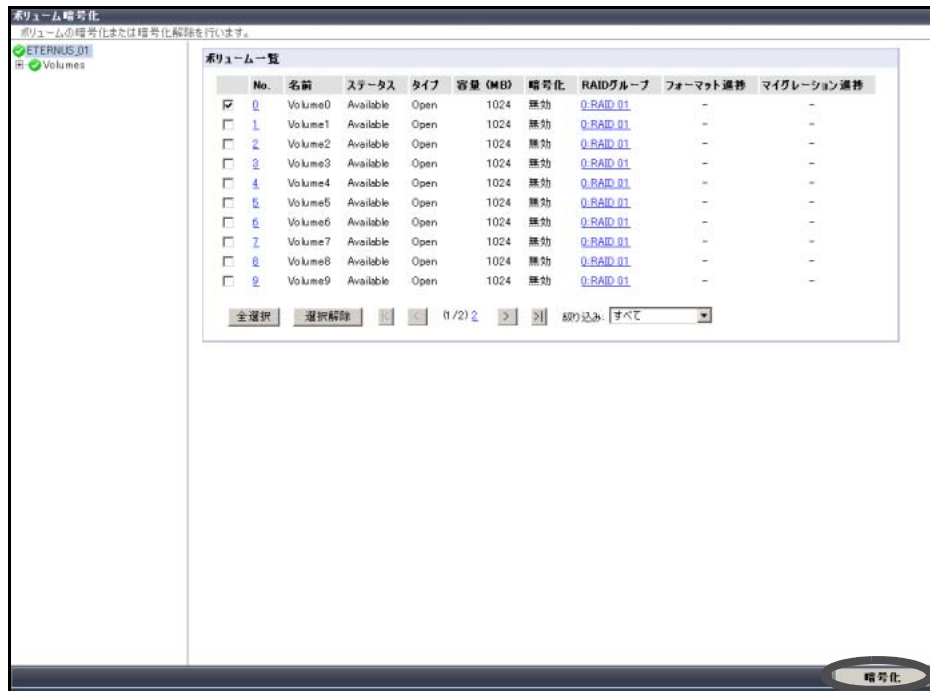 ボリューム暗号化
ボリュームの暗号化または暗号化解除を行います。
ETERNUS_01
Volumes
ボリューム一覧
No. 名前 ステータス タイプ 容量 (MB) 暗号化 RAIDグループ フォーマット進捗 マイグレーション進捗
0 Volume0 Available Open 1024 無効 0:RAID 01 - -
1 Volume1 Available Open 1024 無効 0:RAID 01 - -
2 Volume2 Available Open 1024 無効 0:RAID 01 - -
3 Volume3 Available Open 1024 無効 0:RAID 01 - -
4 Volume4 Available Open 1024 無効 0:RAID 01 - -
5 Volume5 Available Open 1024 無効 0:RAID 01 - -
6 Volume6 Available Open 1024 無効 0:RAID 01 - -
7 Volume7 Available Open 1024 無効 0:RAID 01 - -
8 Volume8 Available Open 1024 無効 0:RAID 01 - -
9 Volume9 Available Open 1024 無効 0:RAID 01 - -
全選択 選択解除 |< < (1/2) 2 > >| 絞り込み: すべて
暗号化